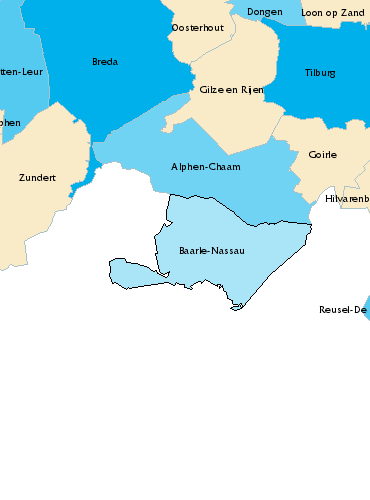 Dongen
Loon op Zand
Oosterhout
Breda
Tilburg
tten-Leur
Gilze en Rijen
phen
Goirle
Alphen-Chaam
Zundert
Hilvarenb
Baarle-Nassau
Reusel-De